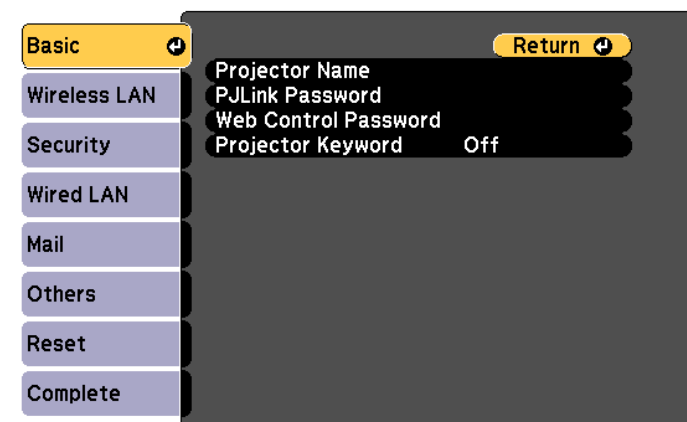 Basic
Return
Projector Name
Wireless LAN
PJLink Password
Web Control Password
Security
Projector Keyword Off
Wired LAN
Mail
Others
Reset
Complete